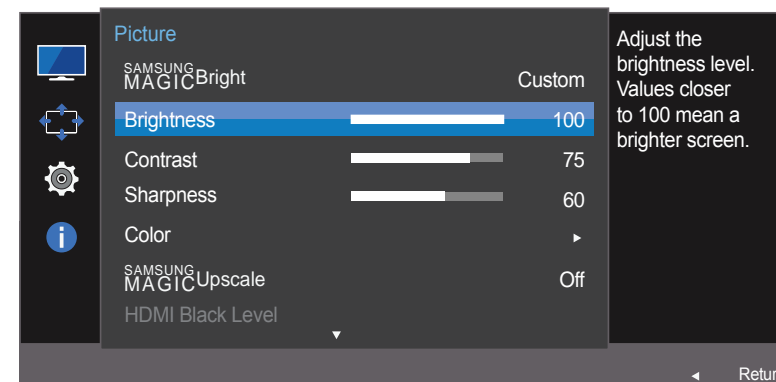 Picture
SAMSUNG
MAGICBright Custom
Brightness 100
Contrast 75
Sharpness 60
Color
SAMSUNG
MAGICUpscale Off
HDMI Black Level
Adjust the
brightness level.
Values closer
to 100 mean a
brighter screen.
Retur